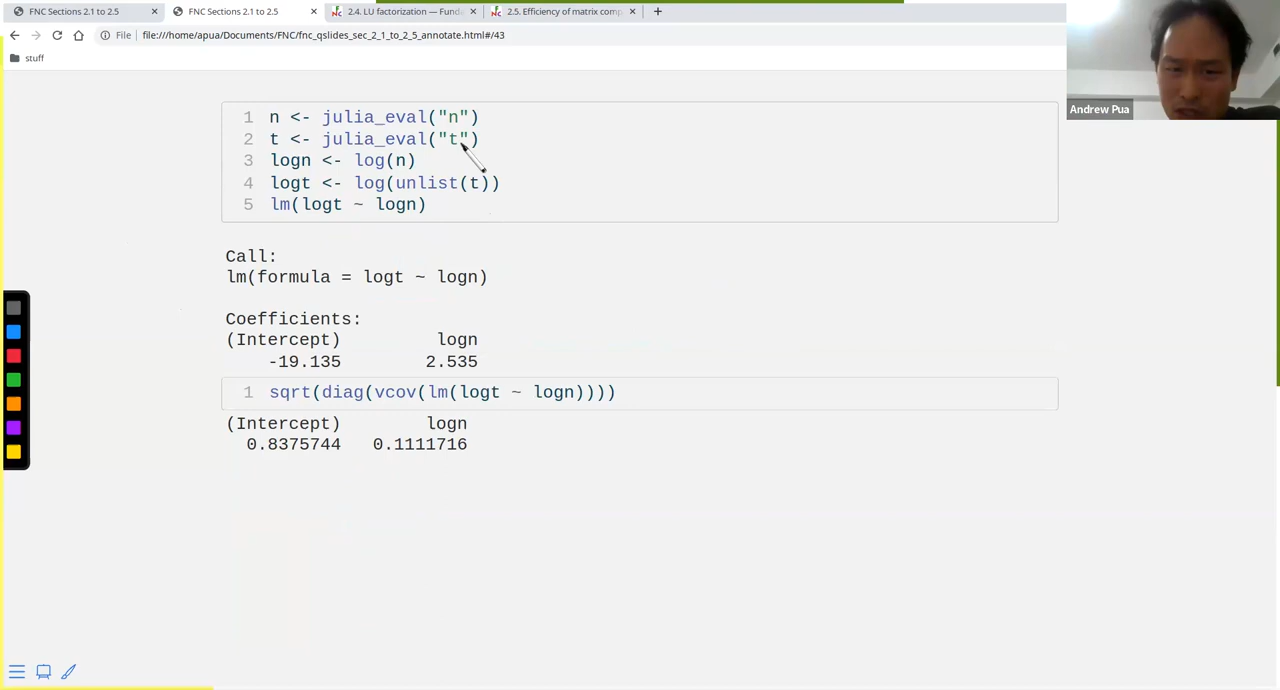 FNC Sections 2.1 to 2.5
FNC Sections 2.1 to 2.5
2.4. LU factorization — Funde
2.5. Efficiency of matrix comp
File
file:///home/apua/Documents/FNC/fnc_qslides_sec_2_1_to_2_5_annotate.html#/43
stuff
Andrew Pua
1 n <- julia_eval("n")
2 t <- julia_eval("t")
3 logn <- log(n)
4 logt <- log(unlist(t))
5 lm(logt ~ logn)
Call:
lm(formula = logt ~ logn)
Coefficients:
(Intercept) logn
-19.135 2.535
1 sqrt(diag(vcov(lm(logt ~ logn))))
(Intercept) logn
0.8375744 0.1111716